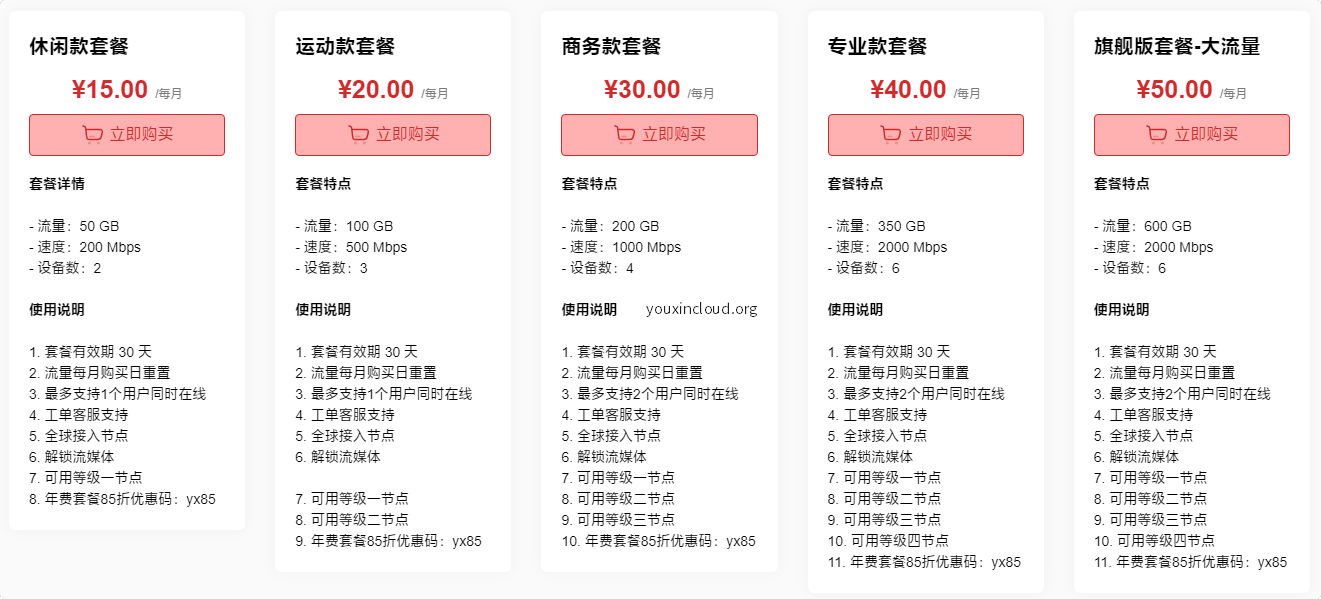 休闲款套餐
¥15.00 /每月
立即购买
套餐详情
- 流量：50 GB
- 速度：200 Mbps
- 设备数：2
使用说明
1. 套餐有效期 30 天
2. 流量每月购买日重置
3. 最多支持1个用户同时在线
4. 工单客服支持
5. 全球接入节点
6. 解锁流媒体
7. 可用等级一节点
8. 年费套餐85折优惠码：yx85
运动款套餐
¥20.00 /每月
立即购买
套餐特点
- 流量：100 GB
- 速度：500 Mbps
- 设备数：3
使用说明
1. 套餐有效期 30 天
2. 流量每月购买日重置
3. 最多支持1个用户同时在线
4. 工单客服支持
5. 全球接入节点
6. 解锁流媒体
7. 可用等级一节点
8. 可用等级二节点
9. 年费套餐85折优惠码：yx85
商务款套餐
¥30.00 /每月
立即购买
套餐特点
- 流量：200 GB
- 速度：1000 Mbps
- 设备数：4
使用说明 youxincloud.org
1. 套餐有效期 30 天
2. 流量每月购买日重置
3. 最多支持2个用户同时在线
4. 工单客服支持
5. 全球接入节点
6. 解锁流媒体
7. 可用等级一节点
8. 可用等级二节点
9. 可用等级三节点
10. 年费套餐85折优惠码：yx85
专业款套餐
¥40.00 /每月
立即购买
套餐特点
- 流量：350 GB
- 速度：2000 Mbps
- 设备数：6
使用说明
1. 套餐有效期 30 天
2. 流量每月购买日重置
3. 最多支持2个用户同时在线
4. 工单客服支持
5. 全球接入节点
6. 解锁流媒体
7. 可用等级一节点
8. 可用等级二节点
9. 可用等级三节点
10. 可用等级四节点
11. 年费套餐85折优惠码：yx85
旗舰版套餐-大流量
¥50.00 /每月
立即购买
套餐特点
- 流量：600 GB
- 速度：2000 Mbps
- 设备数：6
使用说明
1. 套餐有效期 30 天
2. 流量每月购买日重置
3. 最多支持2个用户同时在线
4. 工单客服支持
5. 全球接入节点
6. 解锁流媒体
7. 可用等级一节点
8. 可用等级二节点
9. 可用等级三节点
10. 可用等级四节点
11. 年费套餐85折优惠码：yx85